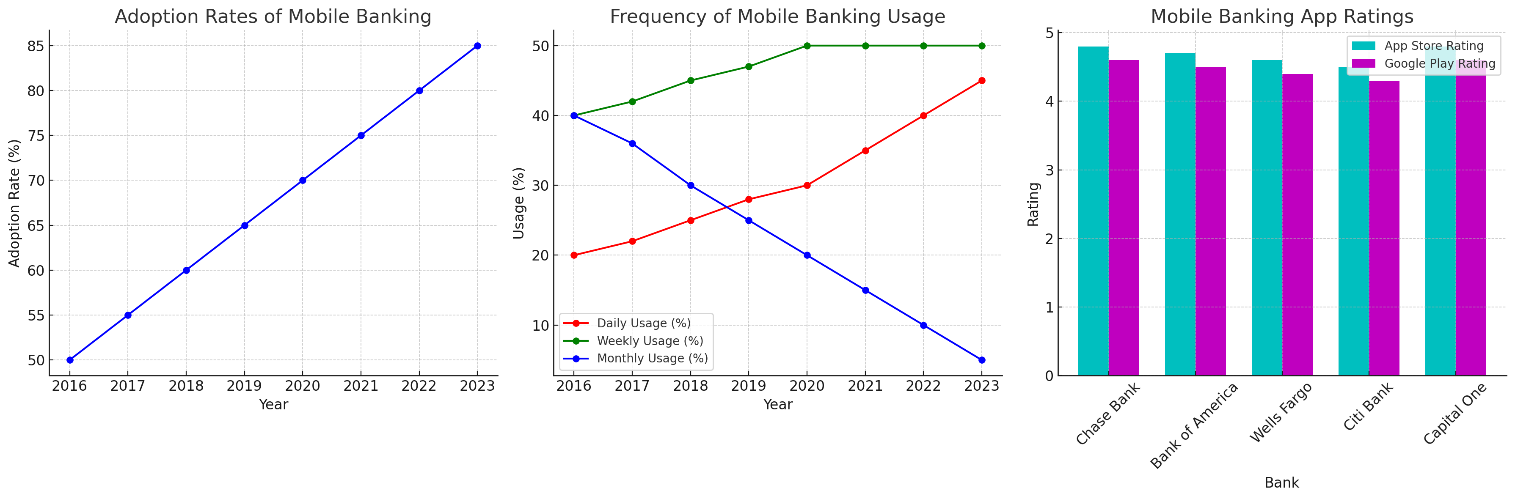 Adoption Rates of Mobile Banking
85
80
75
70
65
60
55
50
Adoption Rate (%)
2016 2017 2018 2019 2020 2021 2022 2023
Year
Frequency of Mobile Banking Usage
50
40
30
20
10
Usage (%)
Daily Usage (%)
Weekly Usage (%)
Monthly Usage (%)
2016 2017 2018 2019 2020 2021 2022 2023
Year
Mobile Banking App Ratings
5
4
3
2
1
0
Rating
App Store Rating
Google Play Rating
Chase Bank
Bank of America
Wells Fargo
Citi Bank
Capital One
Bank